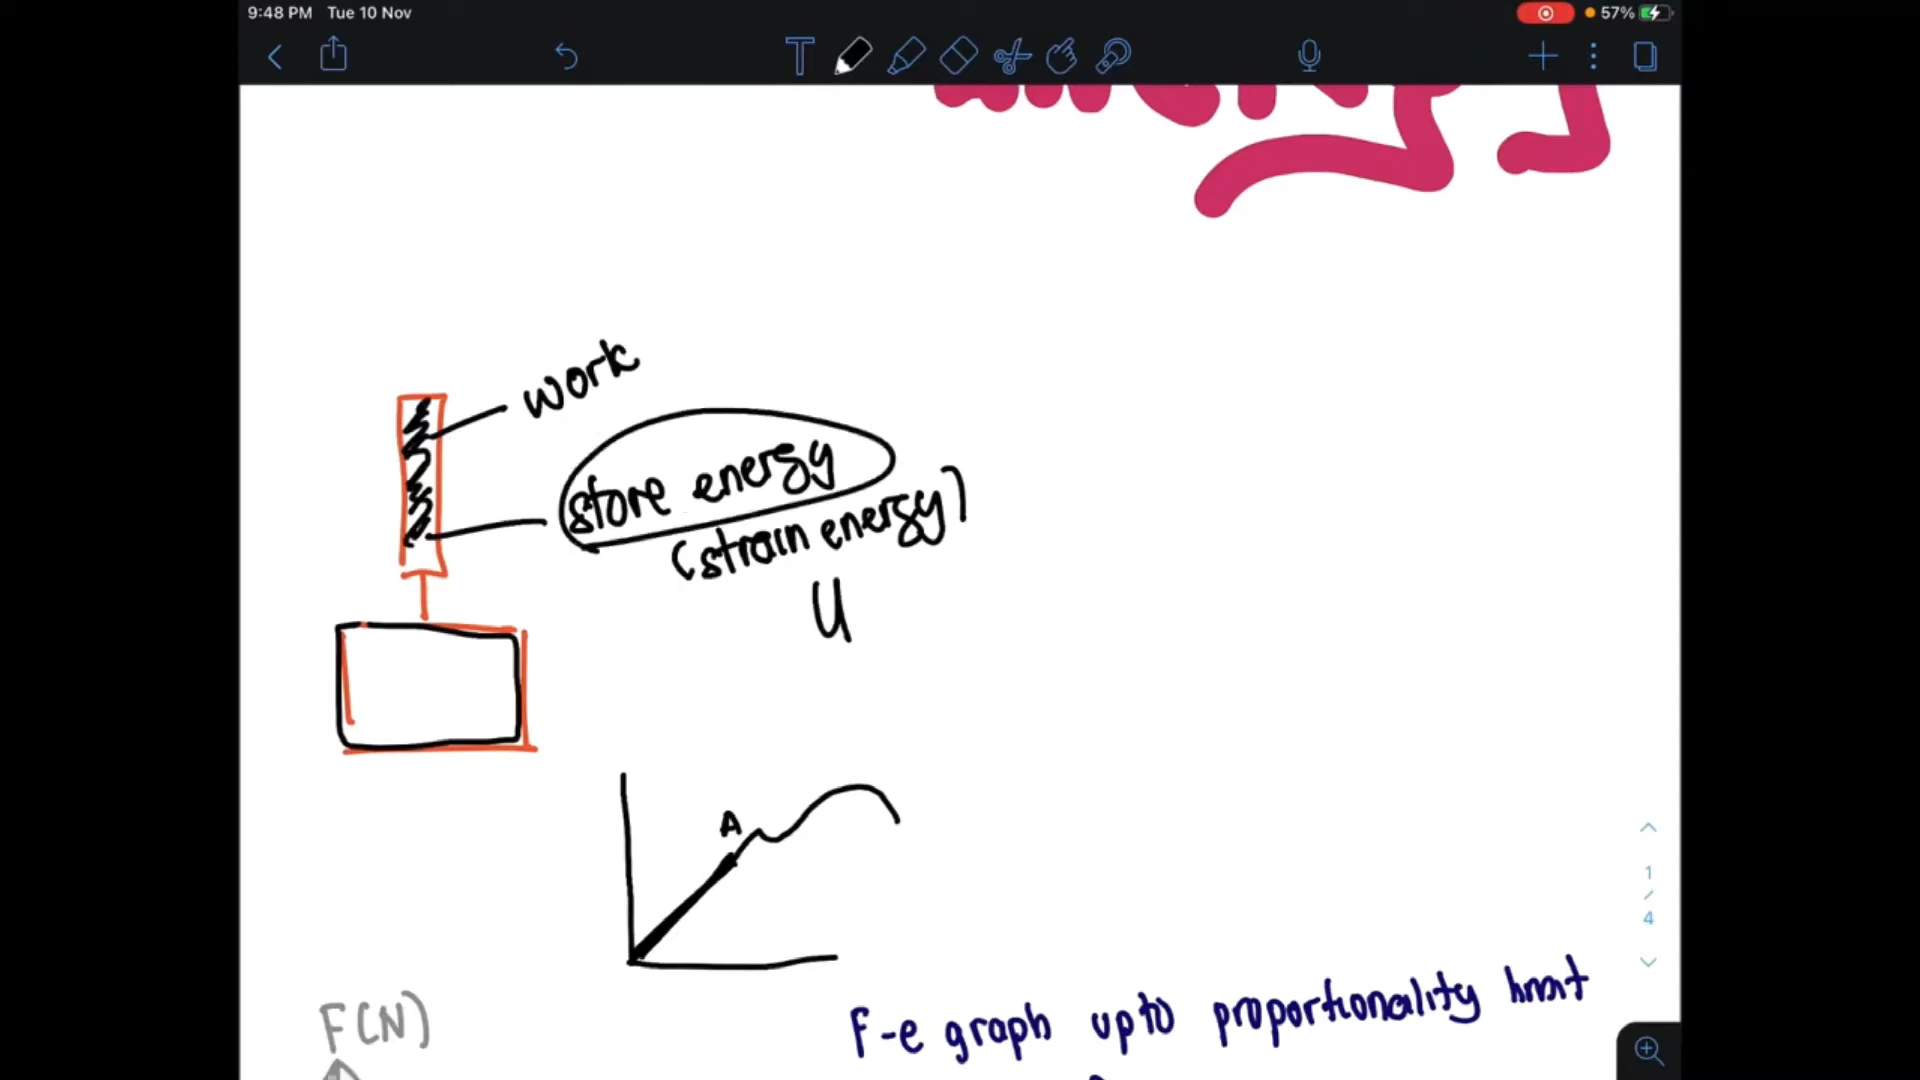 9:48 PM Tue 10 Nov
57%
T
work
store energy
(strain energy)
U
A
1
/
4
F(N)
F-e graph upto proportionality limit